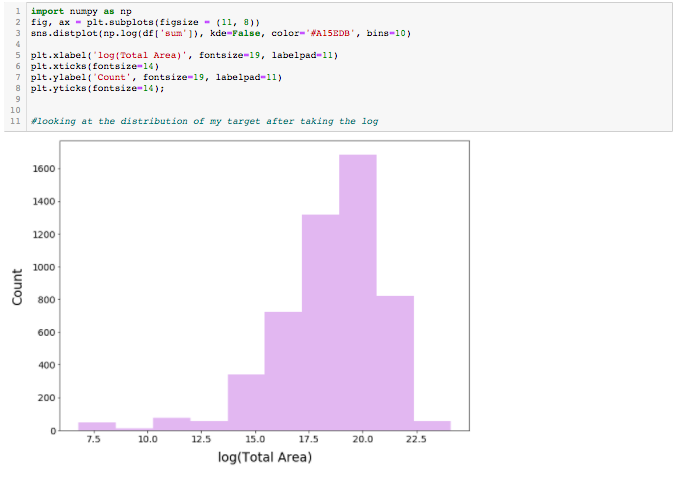 1 import numpy as np
2 fig, ax = plt.subplots(figsize = (11, 8))
3 sns.distplot(np.log(df['sum']), kde=False, color='#A15EDB', bins=10)
4
5 plt.xlabel('log(Total Area)', fontsize=19, labelpad=11)
6 plt.xticks(fontsize=14)
7 plt.ylabel('Count', fontsize=19, labelpad=11)
8 plt.yticks(fontsize=14);
9
10
11 #looking at the distribution of my target after taking the log
1600
1400
1200
1000
800
600
400
200
0
Count
7.5 10.0 12.5 15.0 17.5 20.0 22.5
log(Total Area)